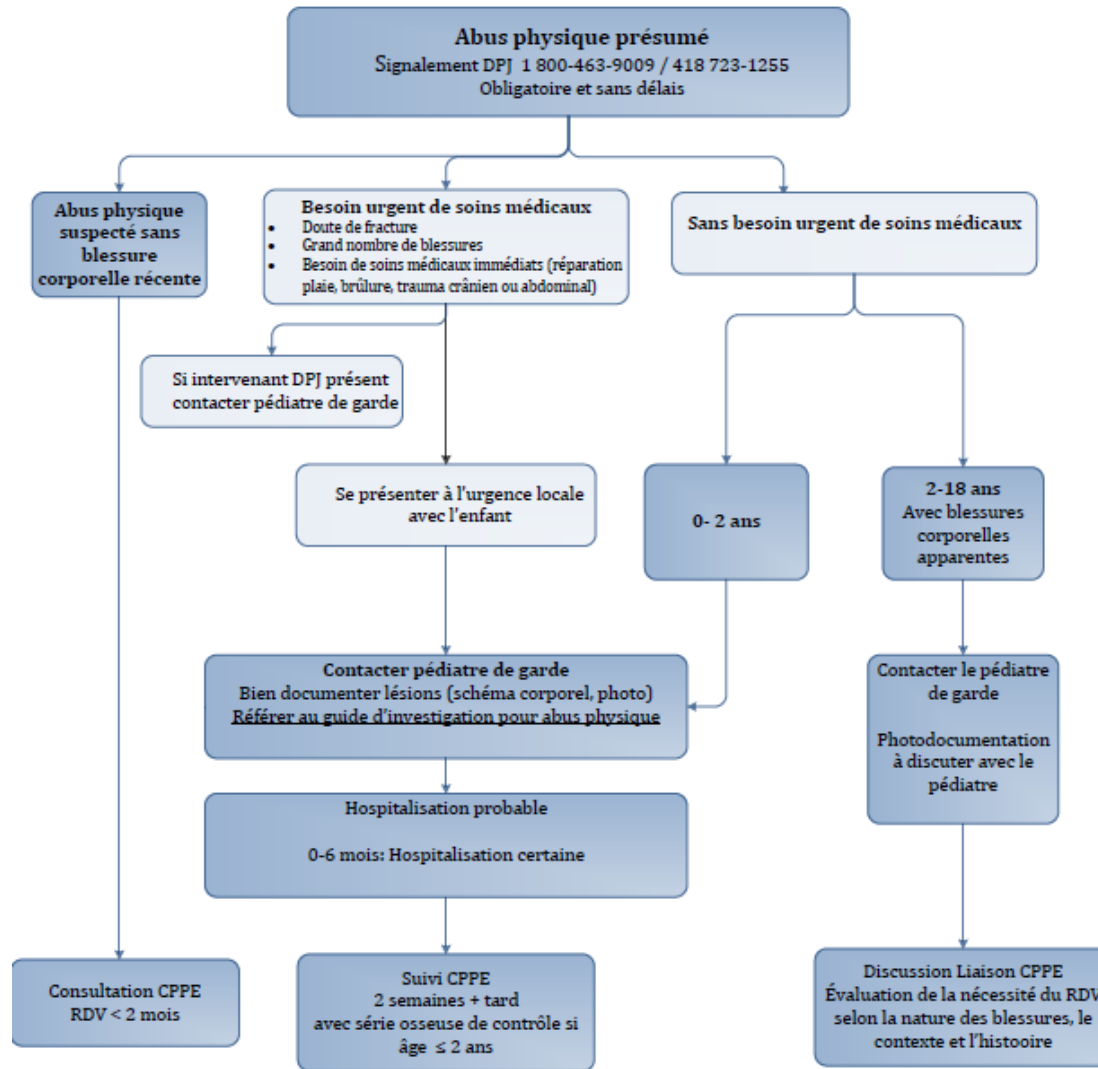 Abus physique présumé
Signalement DPJ 1 800-463-9009 / 418 723-1255
Obligatoire et sans délais
Abus physique
suspecté sans
blessure
corporelle récente
Besoin urgent de soins médicaux
• Doute de fracture
• Grand nombre de blessures
• Besoin de soins médicaux immédiats (réparation
plaie, brûlure, trauma crânien ou abdominal)
Sans besoin urgent de soins médicaux
Si intervenant DPJ présent
contacter pédiatre de garde
Se présenter à l'urgence locale
avec l'enfant
0- 2 ans
2-18 ans
Avec blessures
corporelles
apparentes
Contacter pédiatre de garde
Bien documenter lésions (schéma corporel, photo)
Référer au guide d'investigation pour abus physique
Contacter le pédiatre
de garde
Photodocumentation
à discuter avec le
pédiatre
Hospitalisation probable
0-6 mois: Hospitalisation certaine
Consultation CPPE
RDV < 2 mois
Suivi CPPE
2 semaines + tard
avec série osseuse de contrôle si
âge ≤ 2 ans
Discussion Liaison CPPE
Évaluation de la nécessité du RDV
selon la nature des blessures, le
contexte et l'histooire